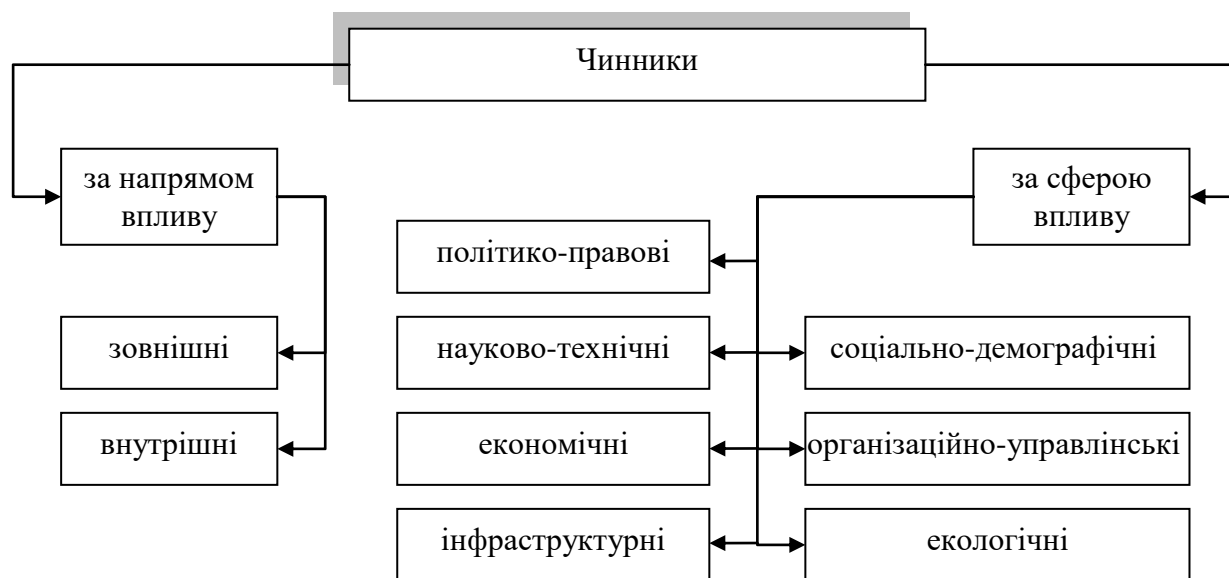 Чинники
за напрямом
впливу
за сферою
впливу
політико-правові
зовнішні
науково-технічні
соціально-демографічні
внутрішні
економічні
організаційно-управлінські
інфраструктурні
екологічні